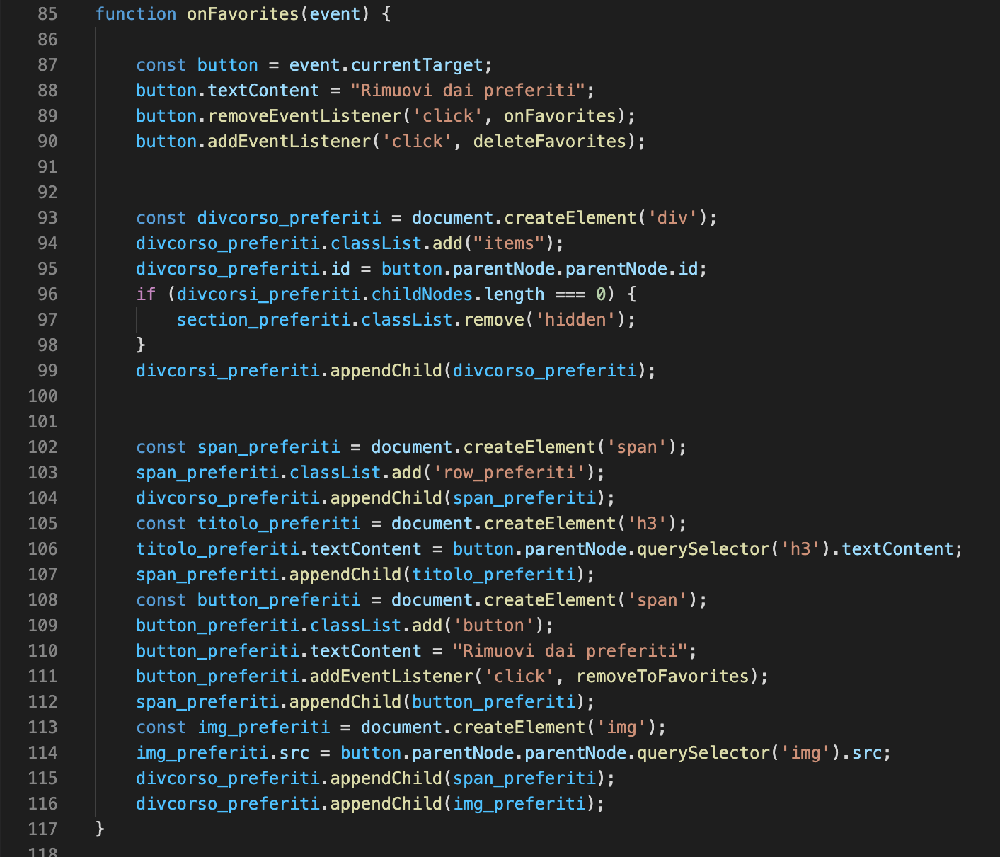 85 function onFavorites(event) {
86
87 const button = event.currentTarget;
88 button.textContent = "Rimuovi dai preferiti";
89 button.removeEventListener('click', onFavorites);
90 button.addEventListener('click', deleteFavorites);
91
92
93 const divcorso_preferiti = document.createElement('div');
94 divcorso_preferiti.classList.add("items");
95 divcorso_preferiti.id = button.parentNode.parentNode.id;
96 if (divcorsi_preferiti.childNodes.length === 0) {
97 section_preferiti.classList.remove('hidden');
98 }
99 divcorsi_preferiti.appendChild(divcorso_preferiti);
100
101
102 const span_preferiti = document.createElement('span');
103 span_preferiti.classList.add('row_preferiti');
104 divcorso_preferiti.appendChild(span_preferiti);
105 const titolo_preferiti = document.createElement('h3');
106 titolo_preferiti.textContent = button.parentNode.querySelector('h3').textContent;
107 span_preferiti.appendChild(titolo_preferiti);
108 const button_preferiti = document.createElement('span');
109 button_preferiti.classList.add('button');
110 button_preferiti.textContent = "Rimuovi dai preferiti";
111 button_preferiti.addEventListener('click', removeToFavorites);
112 span_preferiti.appendChild(button_preferiti);
113 const img_preferiti = document.createElement('img');
114 img_preferiti.src = button.parentNode.parentNode.querySelector('img').src;
115 divcorso_preferiti.appendChild(span_preferiti);
116 divcorso_preferiti.appendChild(img_preferiti);
117 }
118